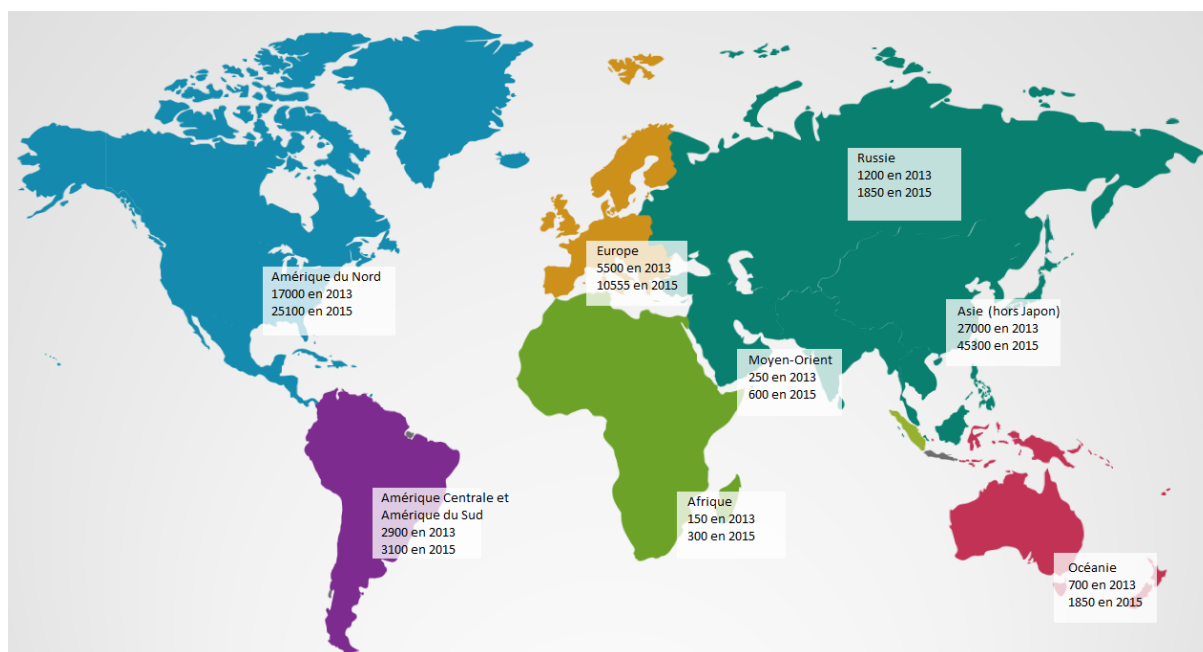 Russie
1200 en 2013
1850 en 2015
Europe
5500 en 2013
10555 en 2015
Amérique du Nord
17000 en 2013
25100 en 2015
Asie (hors Japon)
27000 en 2013
45300 en 2015
Moyen-Orient
250 en 2013
600 en 2015
Amérique Centrale et
Amérique du Sud
2900 en 2013
3100 en 2015
Afrique
150 en 2013
300 en 2015
Océanie
700 en 2013
1850 en 2015